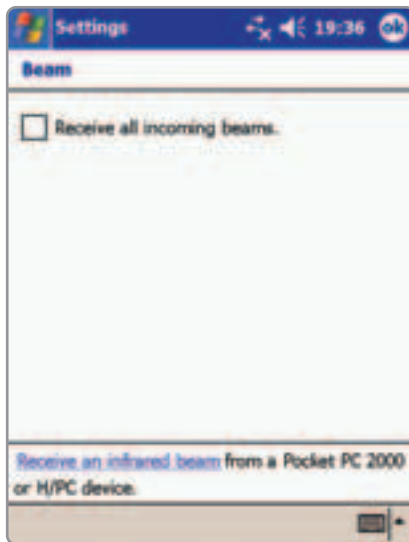 Settings 19:36 ok
Beam
Receive all incoming beams.
Receive an infrared beam from a Pocket PC 2000
or H/PC device.